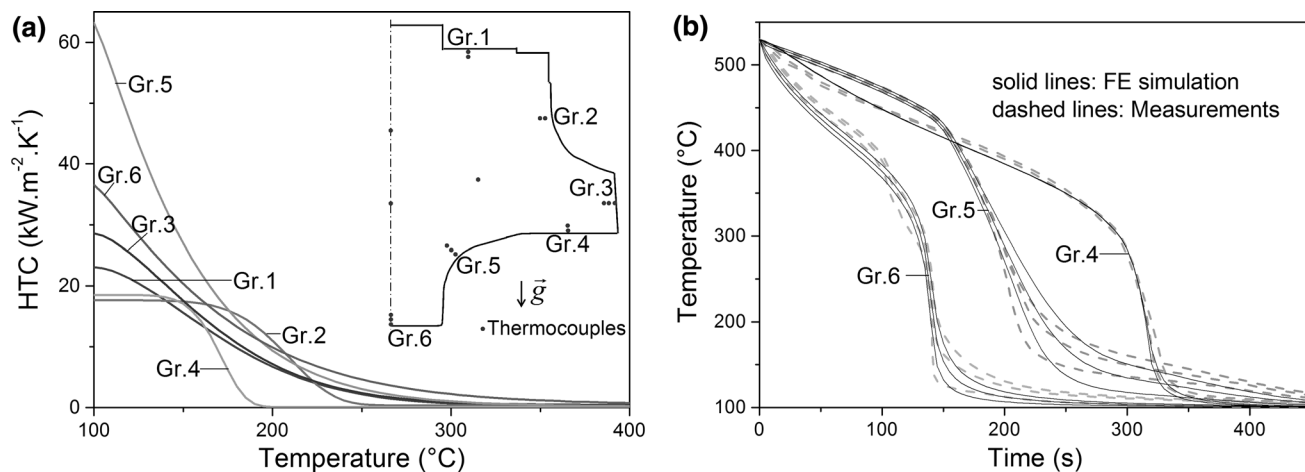 (a)
60
40
20
0
HTC (kW.m⁻².K⁻¹)
100
200
300
400
Temperature (°C)
Gr.5
Gr.6
Gr.3
Gr.1
Gr.2
Gr.4
Gr.1
Gr.2
Gr.3
Gr.4
Gr.5
g⃗
Thermocouples
Gr.6
(b)
500
400
300
200
100
Temperature (°C)
solid lines: FE simulation
dashed lines: Measurements
Gr.5
Gr.4
Gr.6
0
100
200
300
400
Time (s)